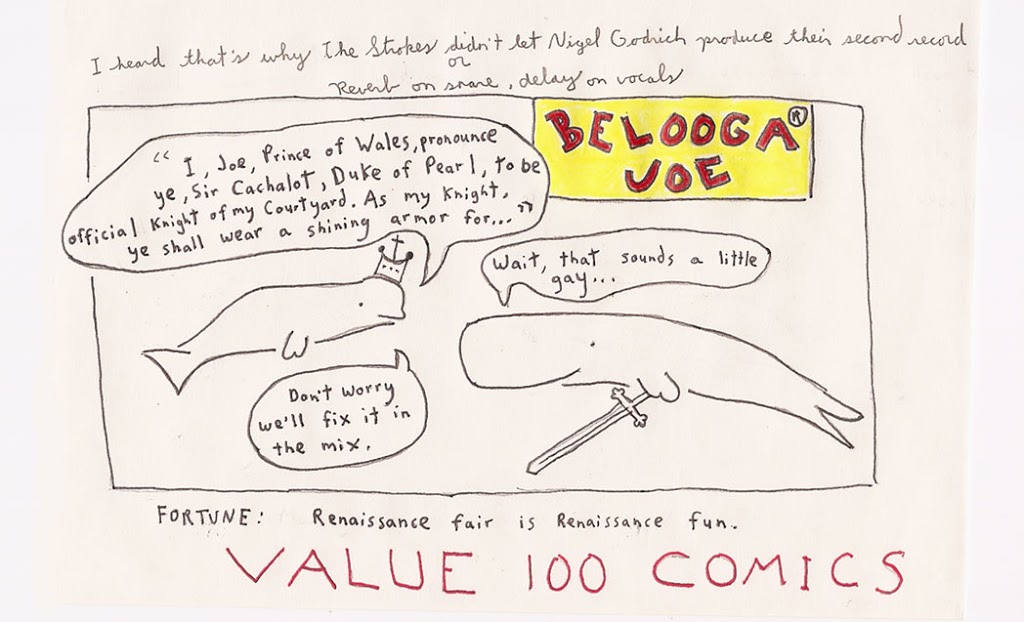 I heard that's why The Strokes didn't let Nigel Godrich produce their second record
or
Reverb on snare, delay on vocals
BELOOGA ®
JOE
“ I, Joe, Prince of Wales, pronounce
ye, Sir Cachalot, Duke of Pearl, to be
official Knight of my Courtyard. As my Knight,
ye shall wear a shining armor for... ”
Wait, that sounds a little
gay...
Don't worry
we'll fix it in
the mix.
FORTUNE: Renaissance fair is Renaissance fun.
VALUE 100 COMICS